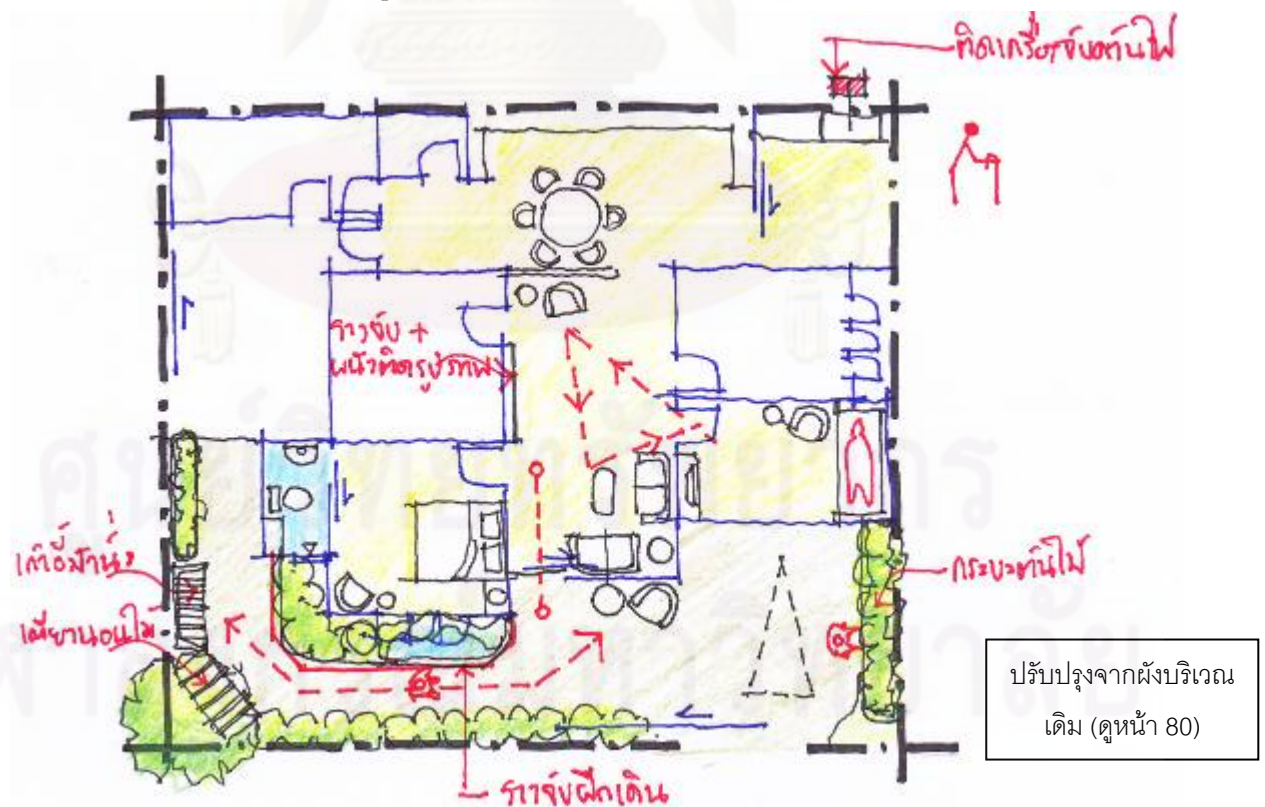 ติดเครื่องจับควันไฟ
ราวจับ +
ผนังติดรูปภาพ
เก้าอี้ม้านั่ง
เตียงนอนไม้
กระบะต้นไม้
ปรับปรุงจากผังบริเวณ
เดิม (ดูหน้า 80)
ราวจับฝึกเดิน